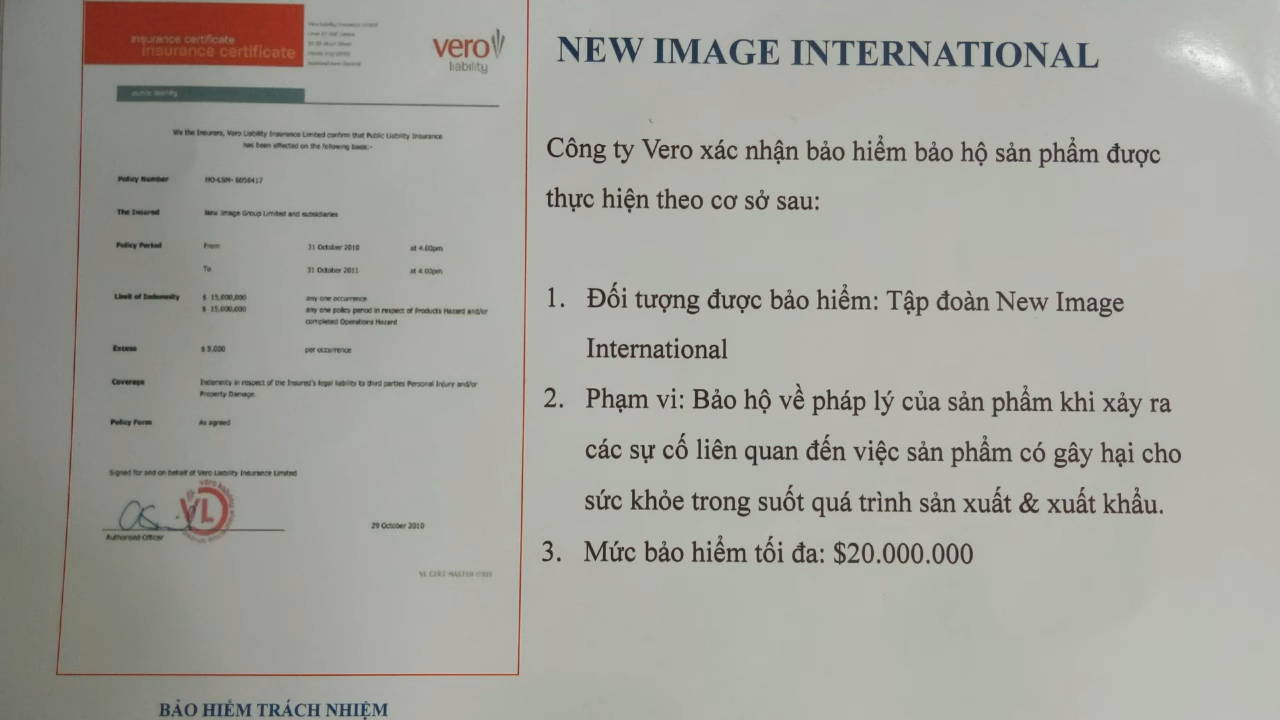 insurance certificate
insurance certificate
vero
liability
public liability
We the Insurers, Vero Liability Insurance Limited confirm that Public Liability Insurance
has been effected on the following basis:-
Policy Number HO-LSM- 6058417
The Insured New Image Group Limited and subsidiaries
Policy Period From 31 October 2010 at 4.00pm
To 31 October 2011 at 4.00pm
Limit of Indemnity $ 15,000,000 any one occurrence
$ 15,000,000 any one policy period in respect of Products Hazard and/or
completed Operations Hazard
Excess $ 5,000 per occurrence
Coverage Indemnity in respect of the Insured's legal liability to third parties Personal Injury and/or
Property Damage.
Policy Form As agreed
Signed for and on behalf of Vero Liability Insurance Limited
VL
29 October 2010
Authorised Officer
VL CERT MASTER
BẢO HIỂM TRÁCH NHIỆM
NEW IMAGE INTERNATIONAL
Công ty Vero xác nhận bảo hiểm bảo hộ sản phẩm được
thực hiện theo cơ sở sau:
1. Đối tượng được bảo hiểm: Tập đoàn New Image
International
2. Phạm vi: Bảo hộ về pháp lý của sản phẩm khi xảy ra
các sự cố liên quan đến việc sản phẩm có gây hại cho
sức khỏe trong suốt quá trình sản xuất & xuất khẩu.
3. Mức bảo hiểm tối đa: $20.000.000